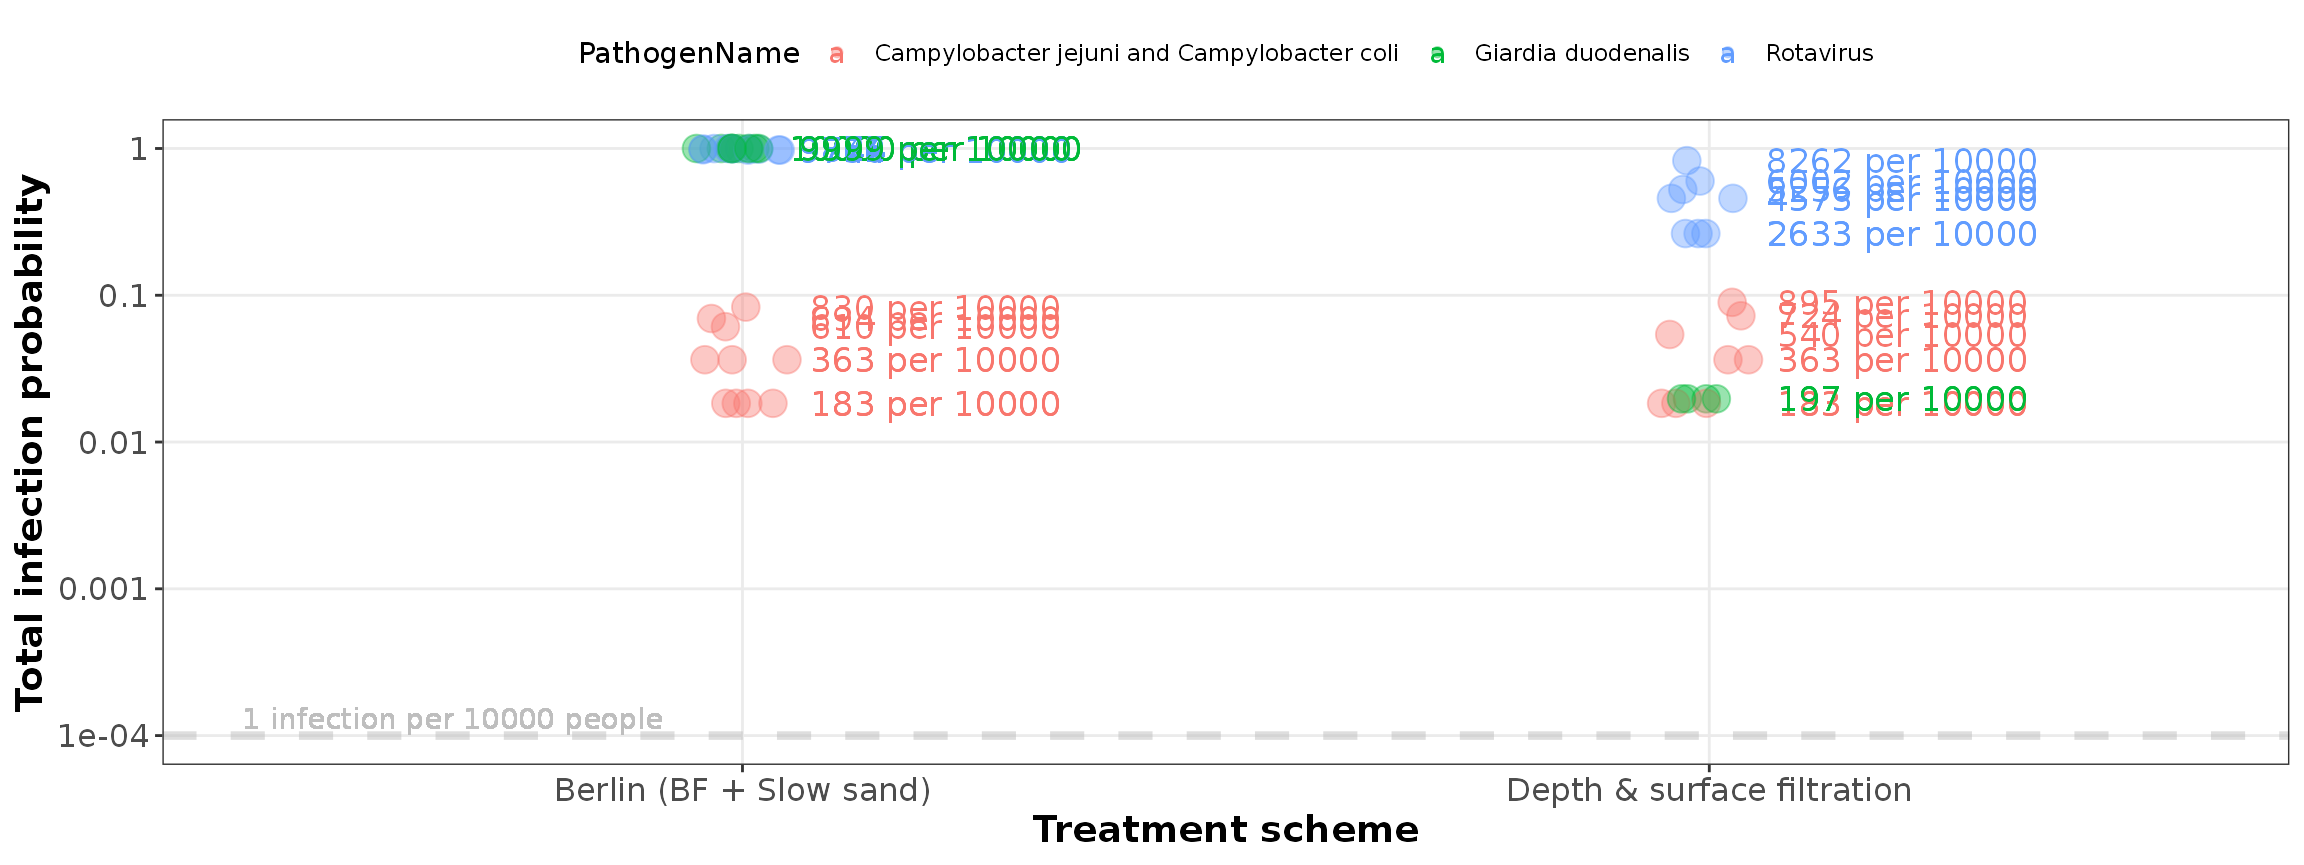 PathogenName a Campylobacter jejuni and Campylobacter coli a Giardia duodenalis a Rotavirus
Total infection probability
1
0.1
0.01
0.001
1e-04
per 10000
8262 per 10000
per 10000
4573 per 10000
2633 per 10000
830 per 10000
694 per 10000
610 per 10000
363 per 10000
183 per 10000
895 per 10000
724 per 10000
540 per 10000
363 per 10000
197 per 10000
183 per 10000
1 infection per 10000 people
Berlin (BF + Slow sand)
Depth & surface filtration
Treatment scheme